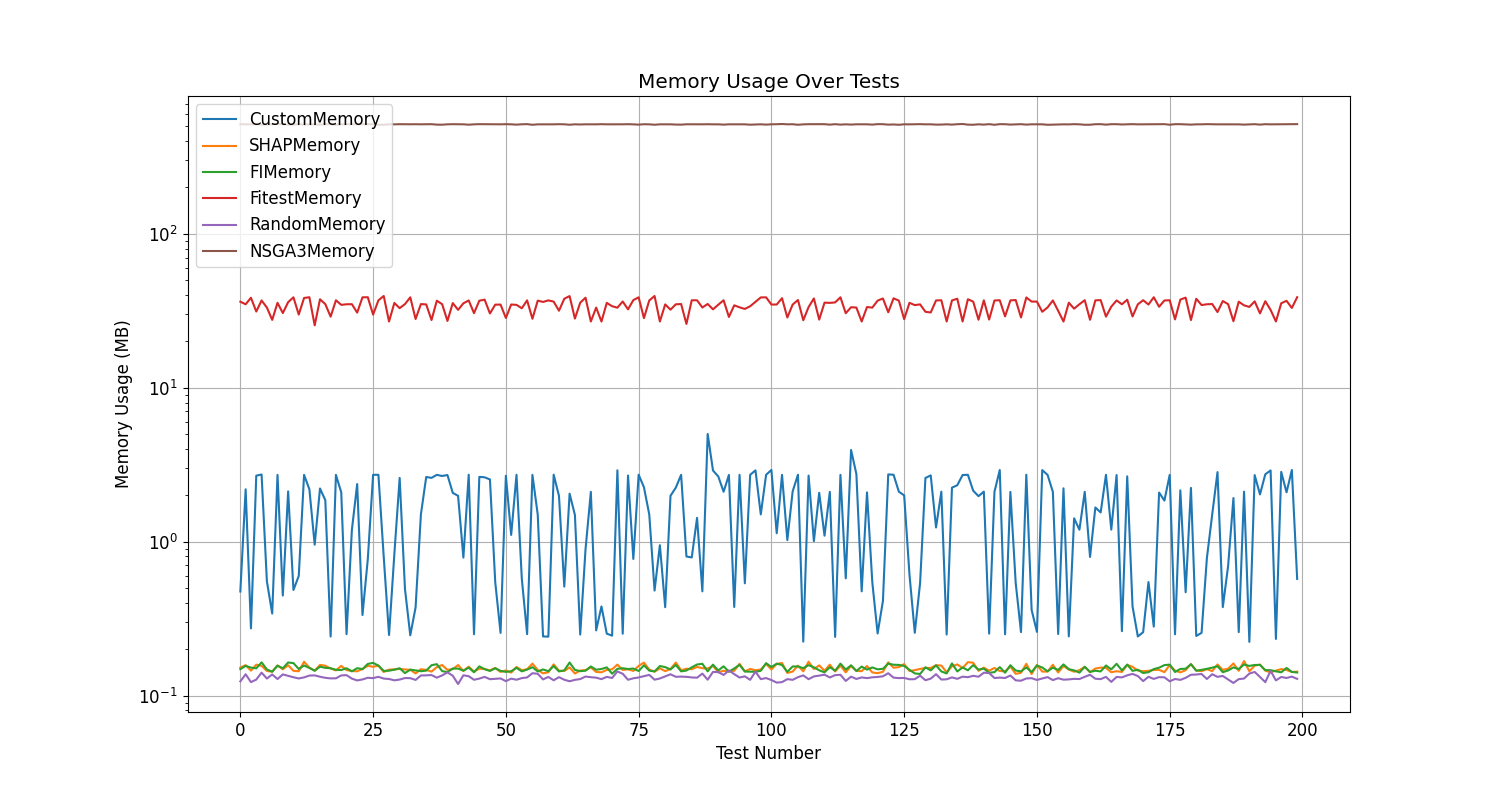 Memory Usage Over Tests
CustomMemory
SHAPMemory
FIMemory
FitestMemory
RandomMemory
NSGA3Memory
Memory Usage (MB)
10²
10¹
10⁰
10⁻¹
0 25 50 75 100 125 150 175 200
Test Number